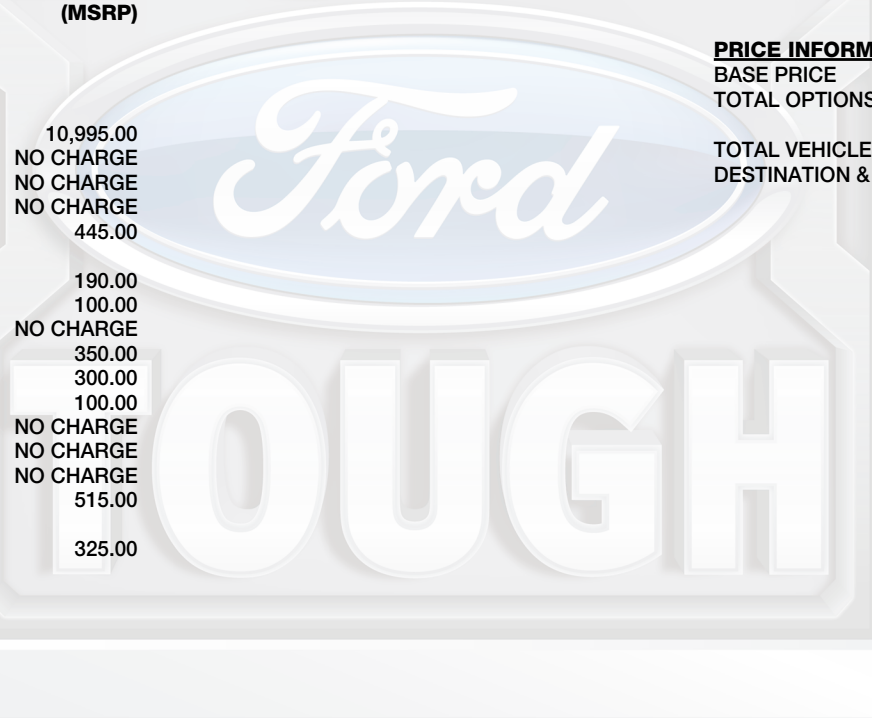 (MSRP)
10,995.00
NO CHARGE
NO CHARGE
NO CHARGE
445.00
190.00
100.00
NO CHARGE
350.00
300.00
100.00
NO CHARGE
NO CHARGE
NO CHARGE
515.00
325.00
PRICE INFORM
BASE PRICE
TOTAL OPTIONS
TOTAL VEHICLE
DESTINATION &
Ford
TOUGH